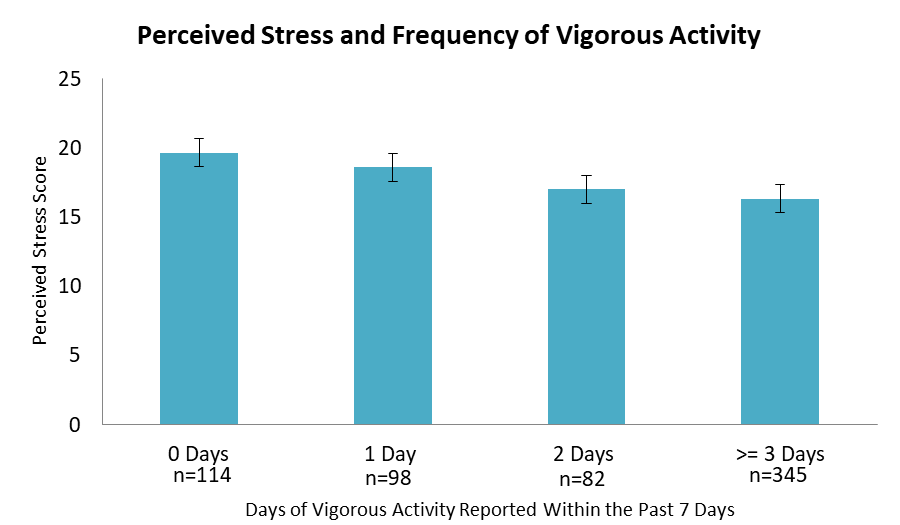 Perceived Stress and Frequency of Vigorous Activity
Perceived Stress Score
25
20
15
10
5
0
0 Days
n=114
1 Day
n=98
2 Days
n=82
>= 3 Days
n=345
Days of Vigorous Activity Reported Within the Past 7 Days